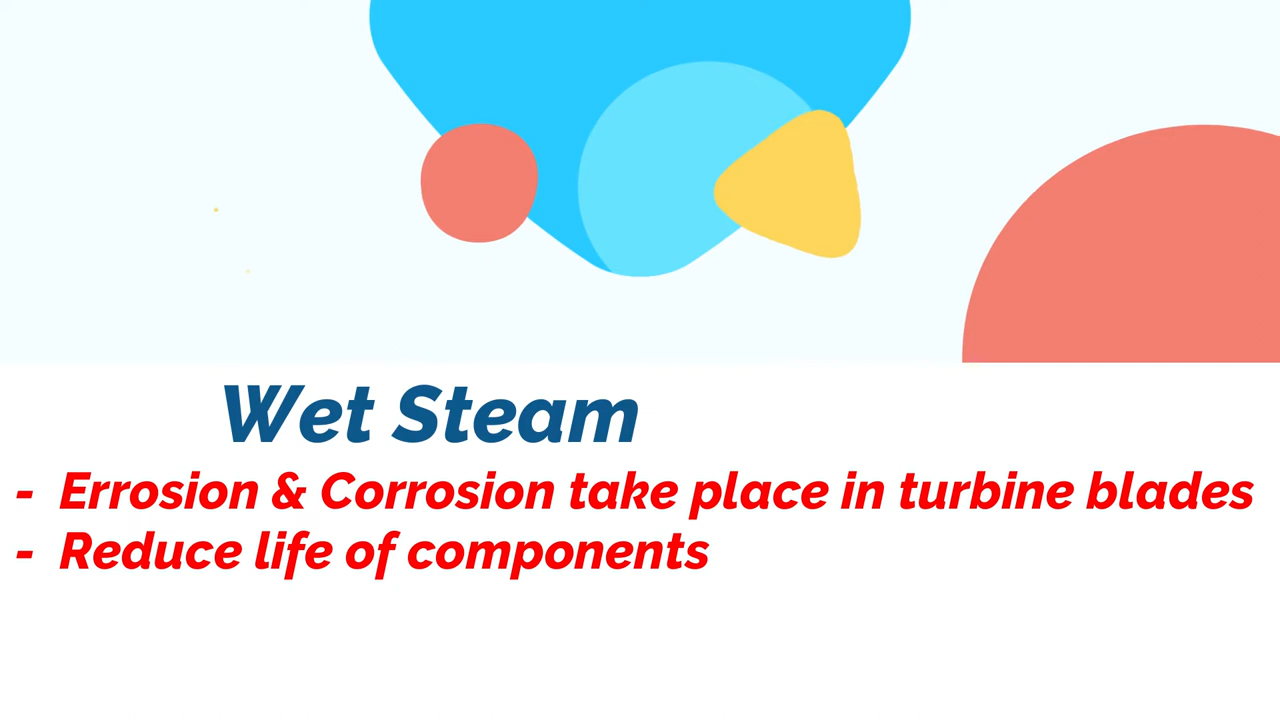 Wet Steam
- Errosion & Corrosion take place in turbine blades
- Reduce life of components